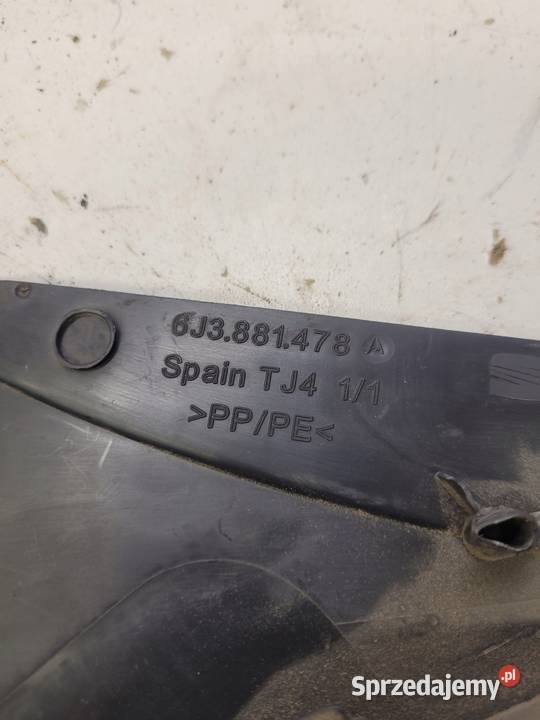 6J3.881.478 A
Spain TJ4 1/1
>PP/PE<
Sprzedajemy.pl